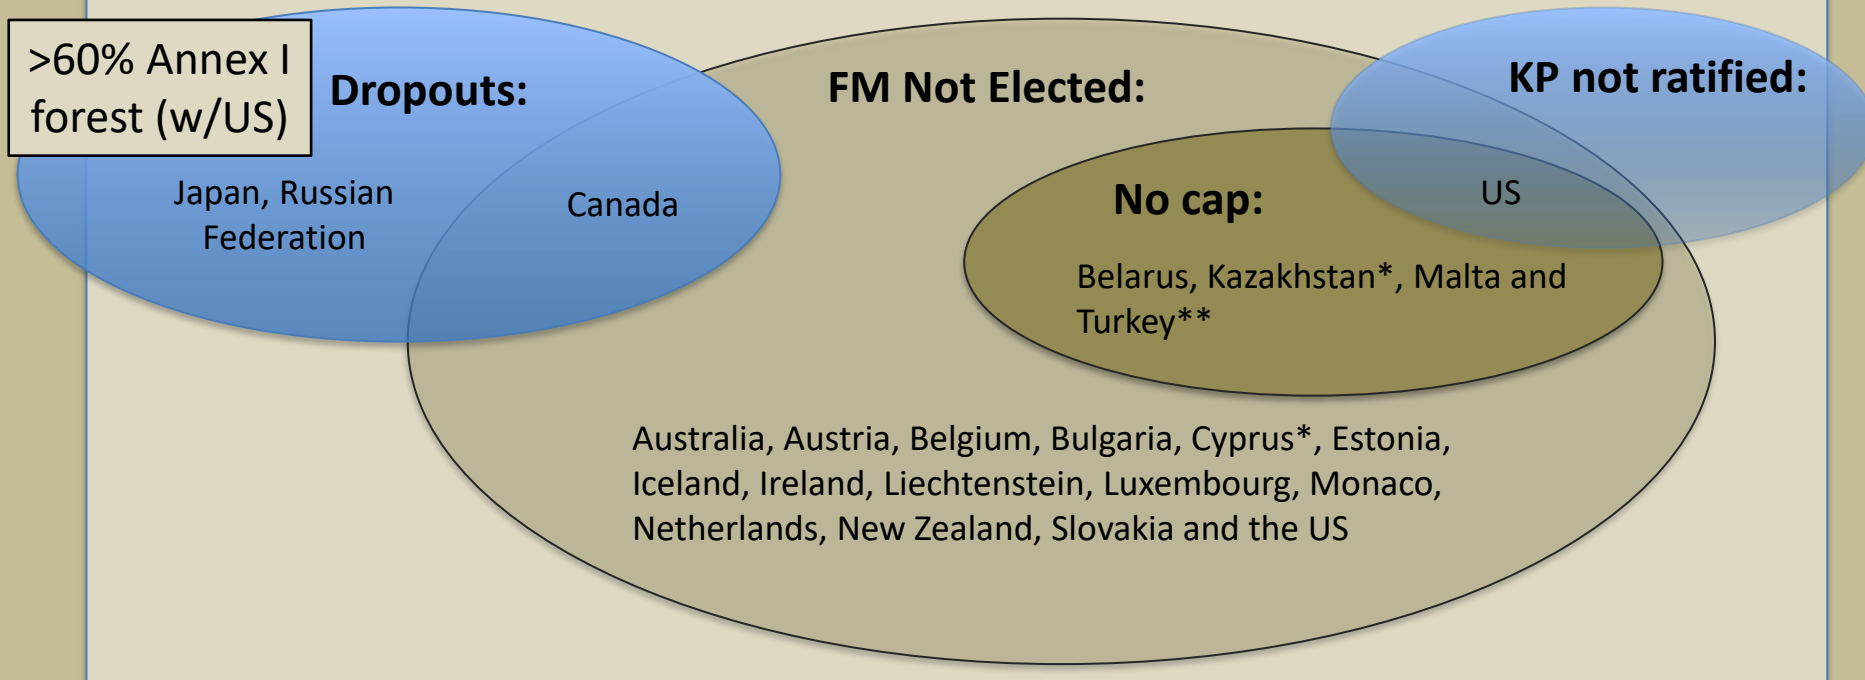 >60% Annex I
forest (w/US)
Dropouts:
Japan, Russian
Federation
Canada
FM Not Elected:
KP not ratified:
No cap:
US
Belarus, Kazakhstan*, Malta and
Turkey**
Australia, Austria, Belgium, Bulgaria, Cyprus*, Estonia,
Iceland, Ireland, Liechtenstein, Luxembourg, Monaco,
Netherlands, New Zealand, Slovakia and the US